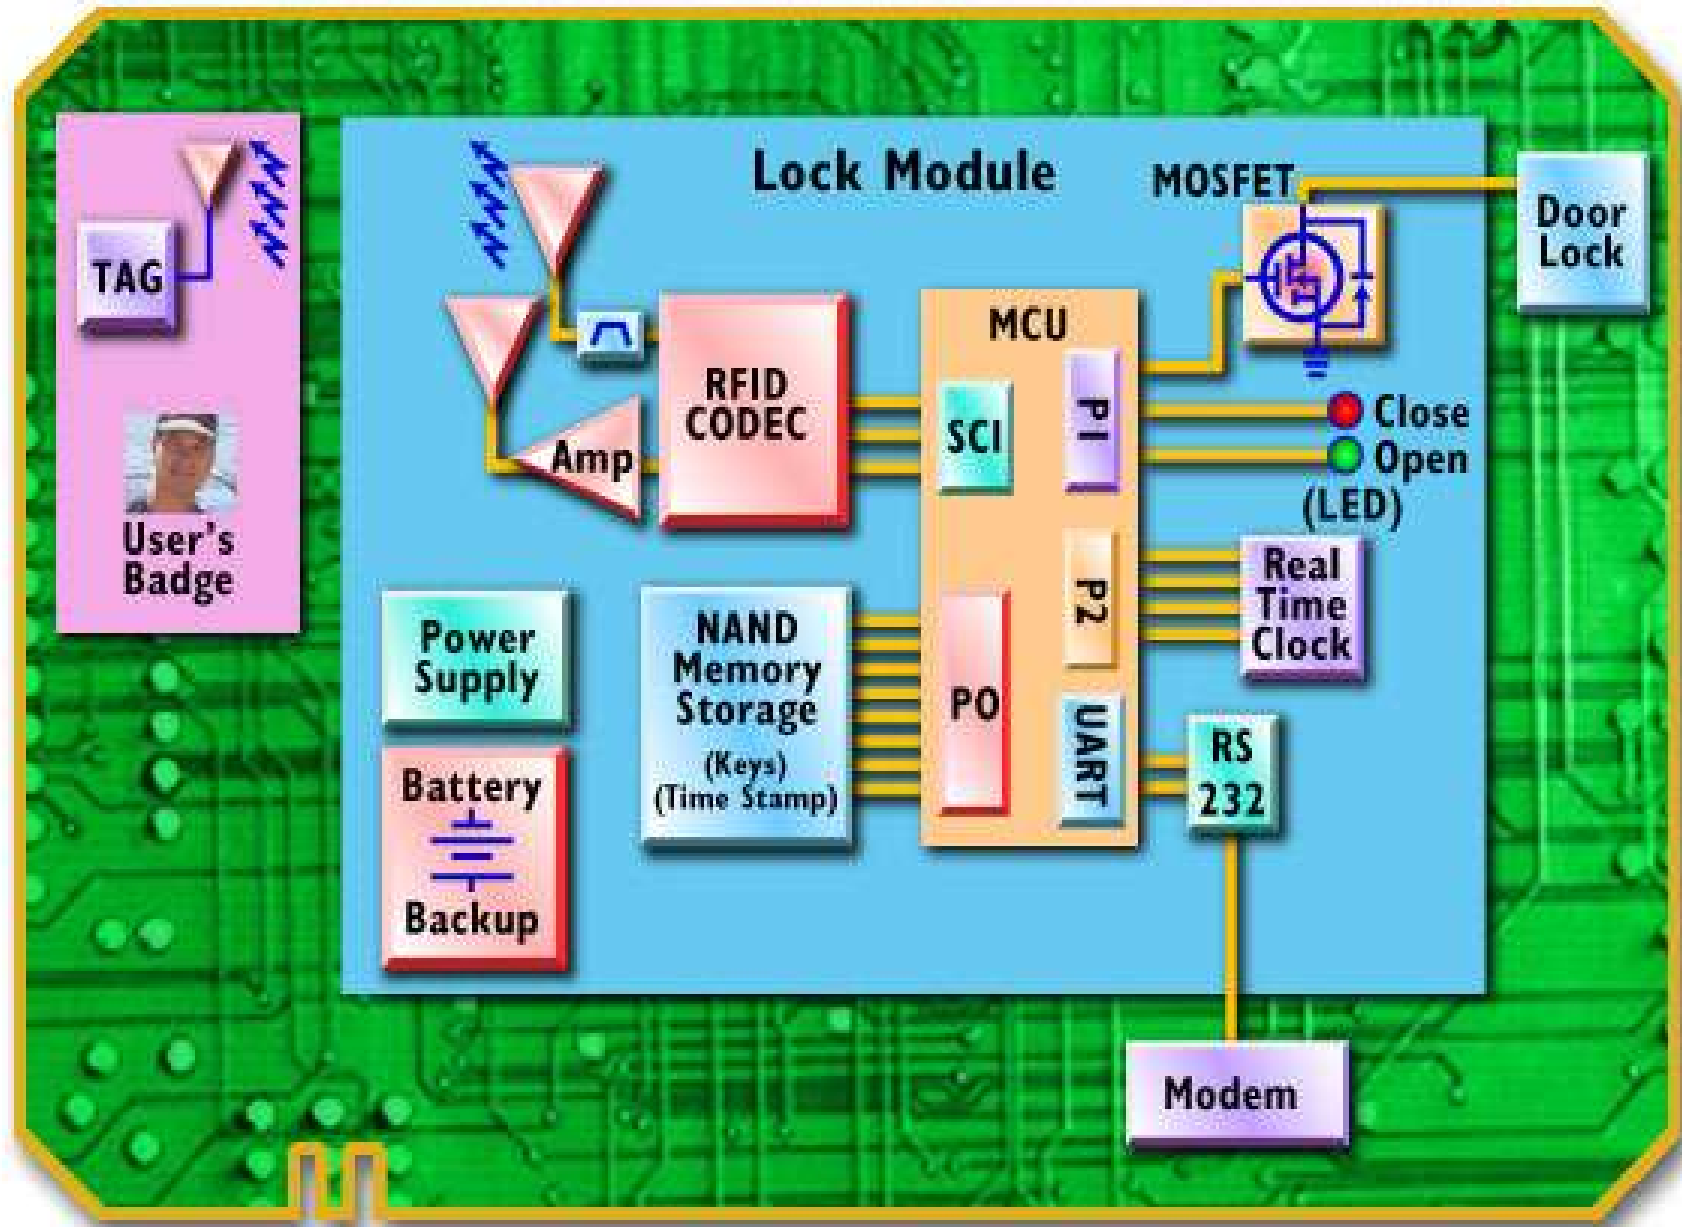 Lock Module
MOSFET
Door
Lock
TAG
User's
Badge
RFID
CODEC
Amp
MCU
SCI
P1
Close
Open
(LED)
P2
Real
Time
Clock
Power
Supply
NAND
Memory
Storage
(Keys)
(Time Stamp)
PO
UART
RS
232
Battery
Backup
Modem